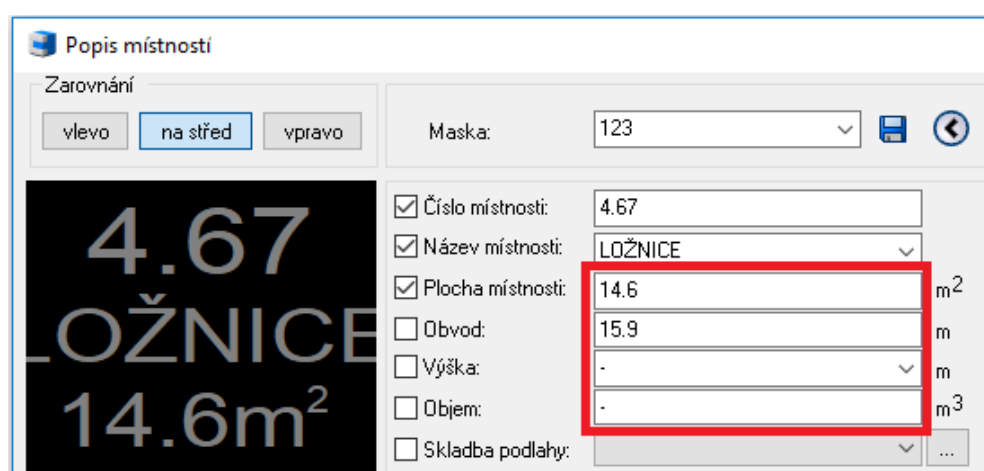 Popis místností
Zarovnání
vlevo na střed vpravo
Maska: 123
4.67
LOŽNICE
14.6m²
Číslo místnosti: 4.67
Název místnosti: LOŽNICE
Plocha místnosti: 14.6 m2
Obvod: 15.9 m
Výška: - m
Objem: - m3
Skladba podlahy: ...